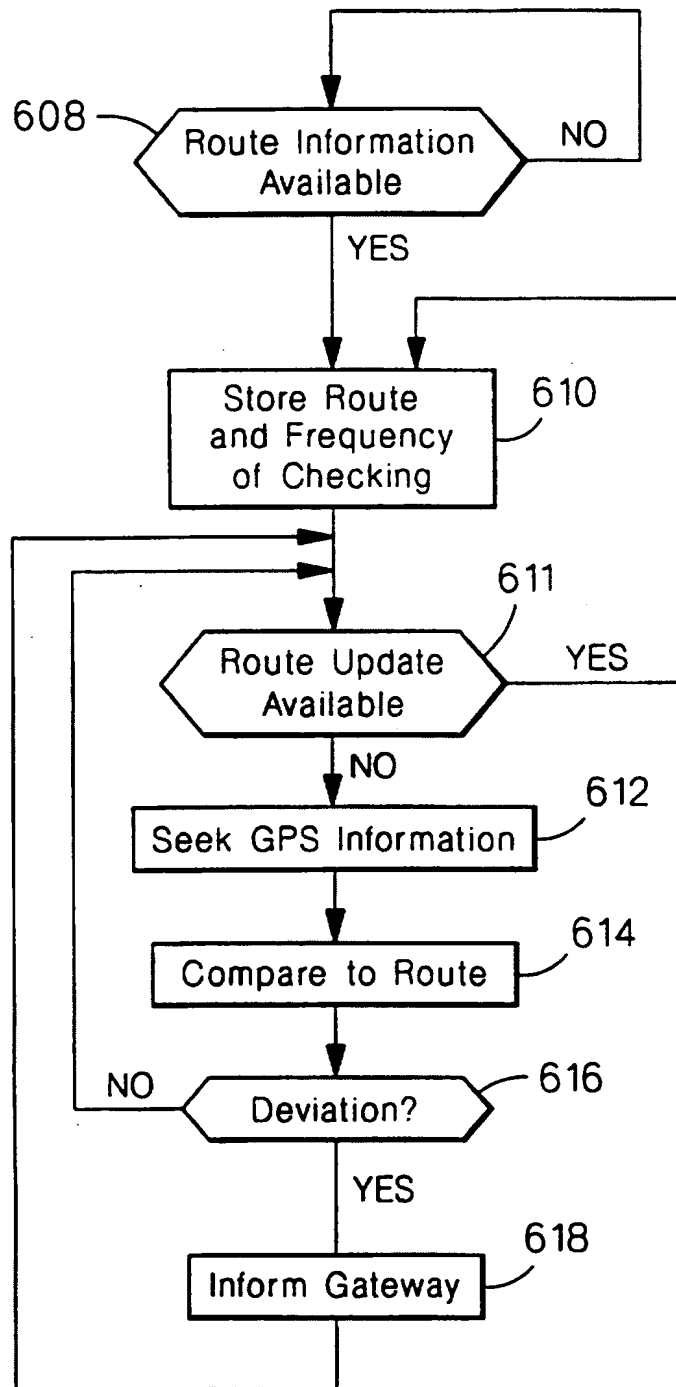 608
Route Information
Available
NO
YES
Store Route
and Frequency
of Checking
610
611
Route Update
Available
YES
NO
612
Seek GPS Information
614
Compare to Route
NO
616
Deviation?
YES
618
Inform Gateway